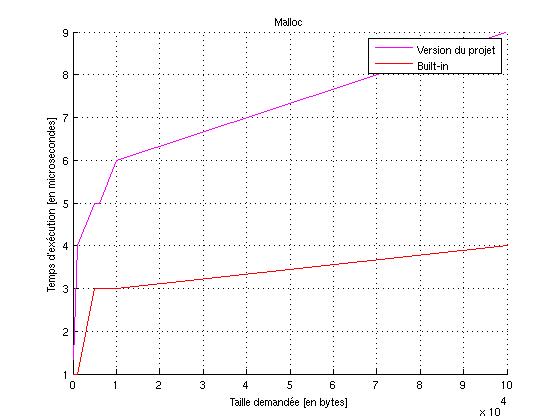 Malloc
Version du projet
Built-in
9
8
7
6
5
4
3
2
1
Temps d'exécution [en microsecondes]
0 1 2 3 4 5 6 7 8 9 10
Taille demandée [en bytes]
x 10
4